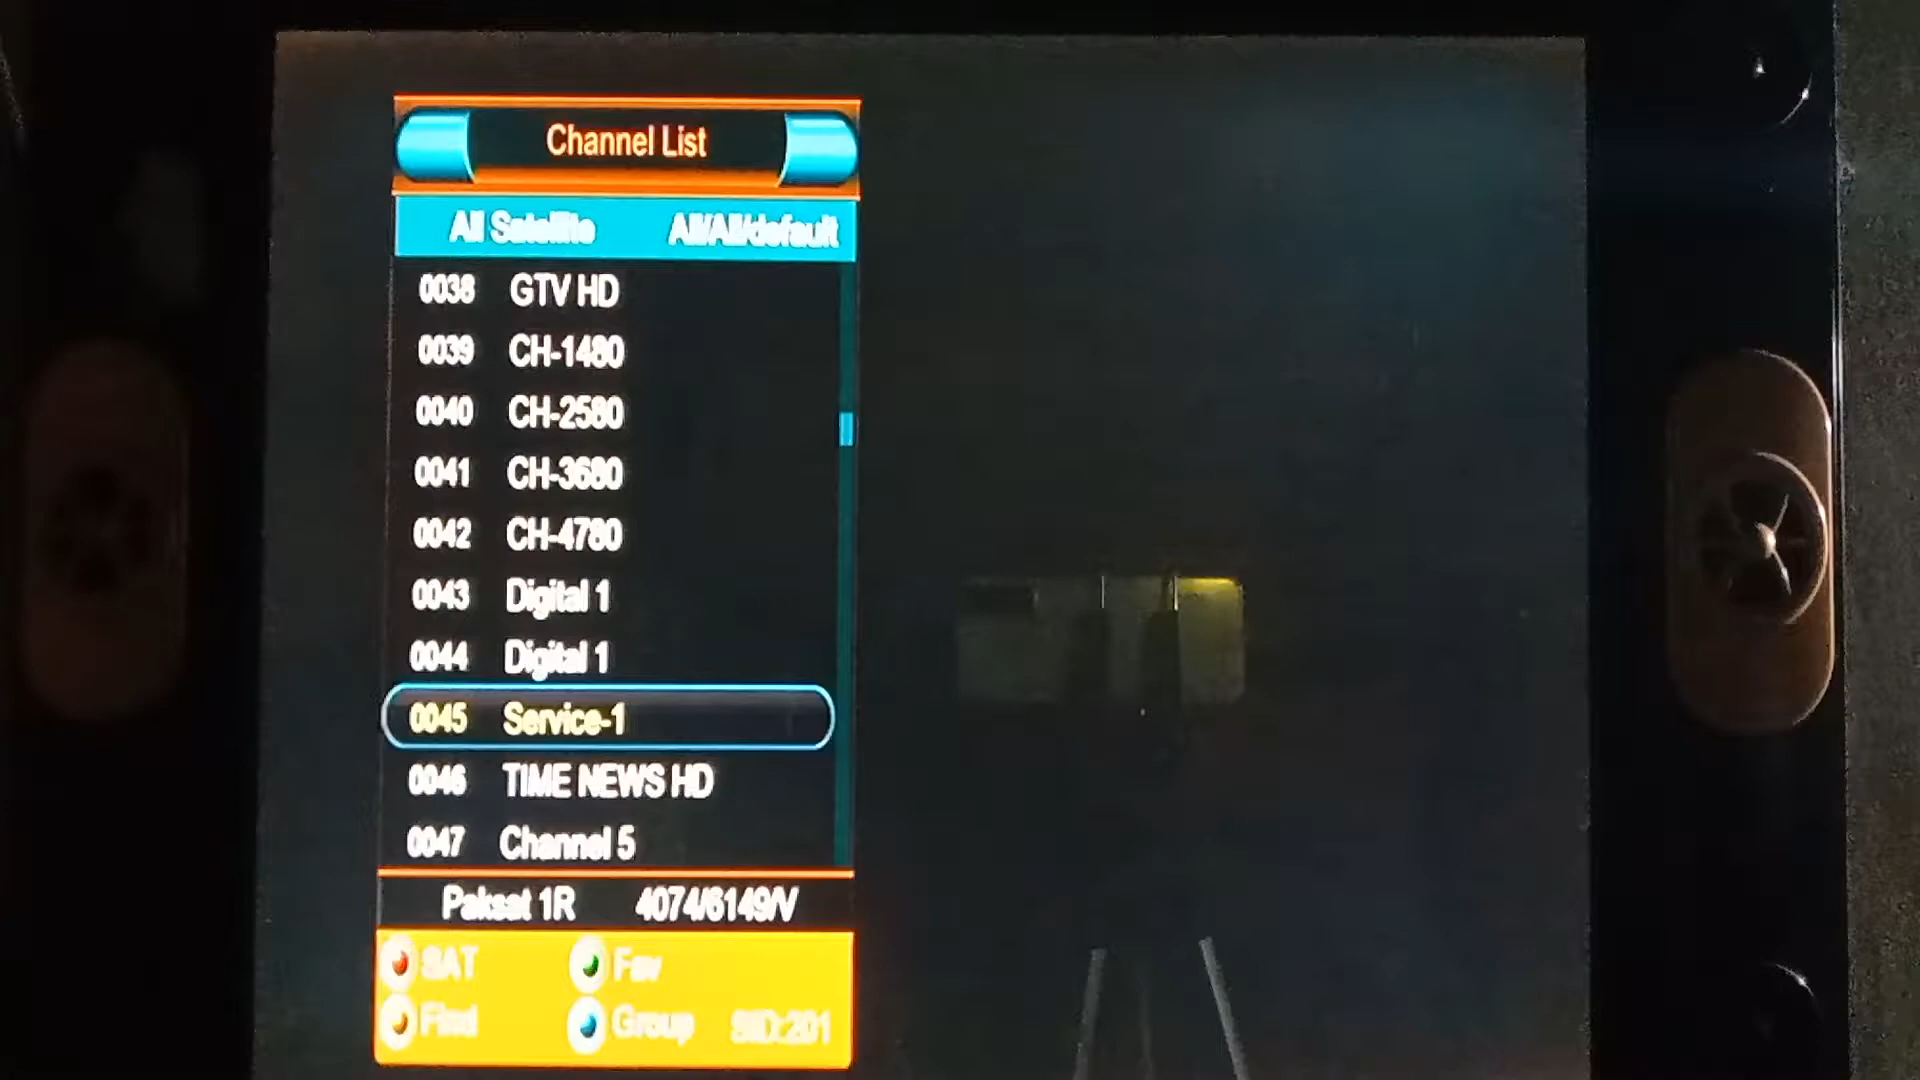 Channel List
All Satellite All/All/default
0038 GTV HD
0039 CH-1480
0040 CH-2580
0041 CH-3680
0042 CH-4780
0043 Digital 1
0044 Digital 1
0045 Service-1
0046 TIME NEWS HD
0047 Channel 5
Paksat 1R 4074/6149/V
SAT Fav
Find Group SID:201